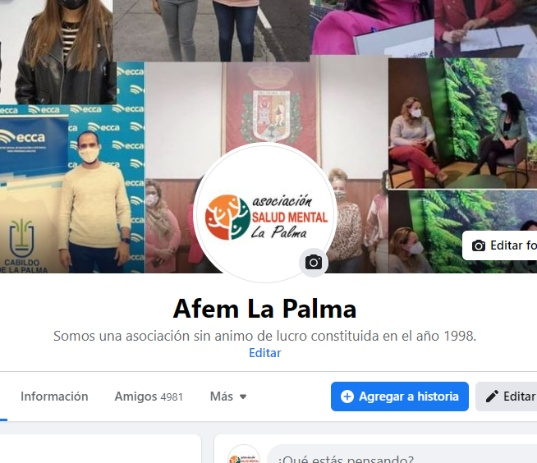 ecca
CABILDO
DE LA PALMA
asociación
SALUD MENTAL
La Palma
Editar fo
Afem La Palma
Somos una asociación sin animo de lucro constituida en el año 1998.
Editar
Información
Amigos 4981
Más
Agregar a historia
Editar
¿Qué estás pensando?